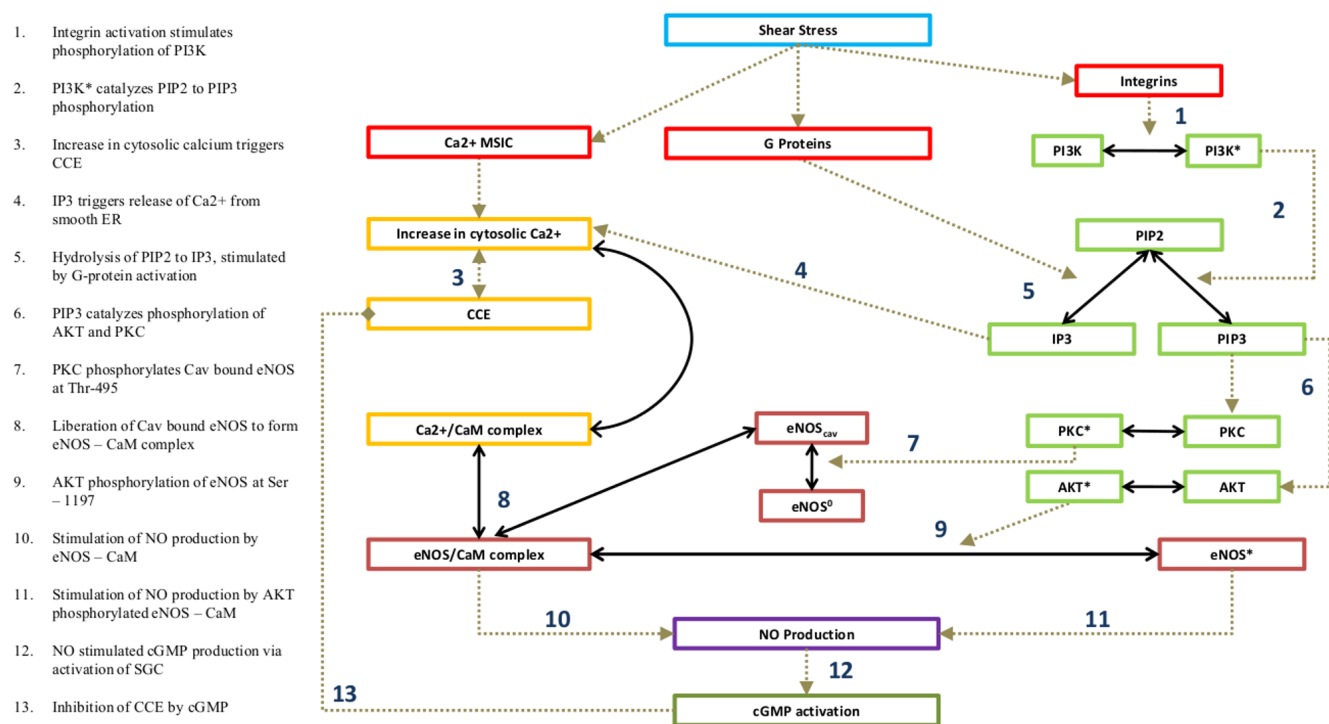 1. Integrin activation stimulates
phosphorylation of PI3K
2. PI3K* catalyzes PIP2 to PIP3
phosphorylation
3. Increase in cytosolic calcium triggers
CCE
4. IP3 triggers release of Ca2+ from
smooth ER
5. Hydrolysis of PIP2 to IP3, stimulated
by G-protein activation
6. PIP3 catalyzes phosphorylation of
AKT and PKC
7. PKC phosphorylates Cav bound eNOS
at Thr-495
8. Liberation of Cav bound eNOS to form
eNOS – CaM complex
9. AKT phosphorylation of eNOS at Ser
– 1197
10. Stimulation of NO production by
eNOS – CaM
11. Stimulation of NO production by AKT
phosphorylated eNOS – CaM
12. NO stimulated cGMP production via
activation of SGC
13. Inhibition of CCE by cGMP
Shear Stress
Integrins
1
Ca2+ MSIC
G Proteins
PI3K
PI3K*
2
Increase in cytosolic Ca2+
PIP2
3
4
5
CCE
IP3
PIP3
6
Ca2+/CaM complex
eNOScav
PKC*
PKC
7
8
eNOS⁰
AKT*
AKT
9
eNOS/CaM complex
eNOS*
10
NO Production
11
12
13
cGMP activation